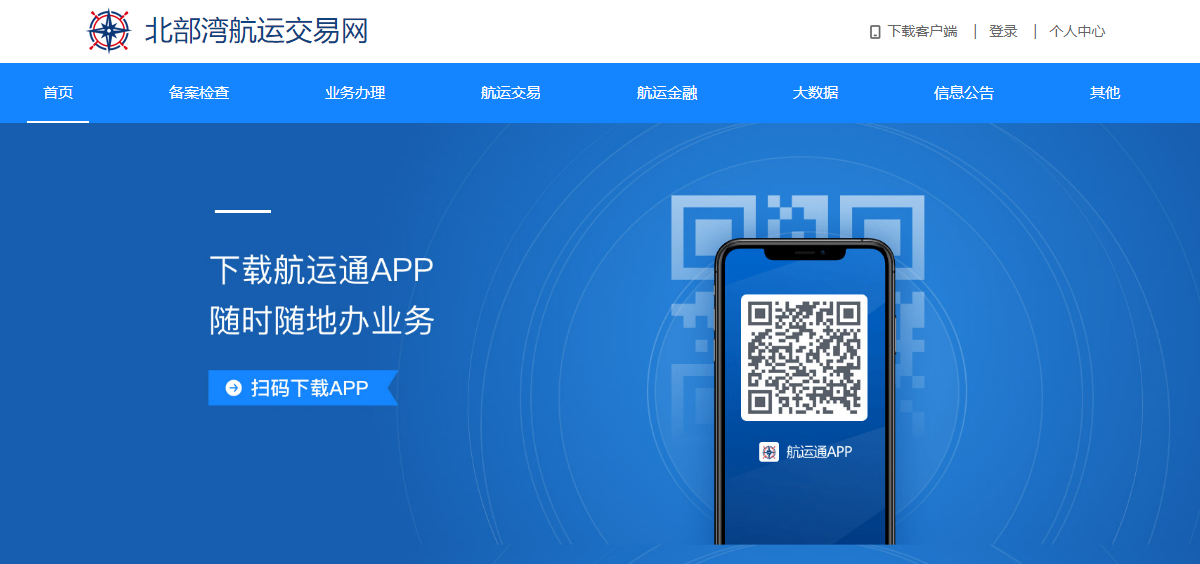 北部湾航运交易网
下载客户端 | 登录 | 个人中心
首页 备案检查 业务办理 航运交易 航运金融 大数据 信息公告 其他
下载航运通APP
随时随地办业务
扫码下载APP
航运通APP